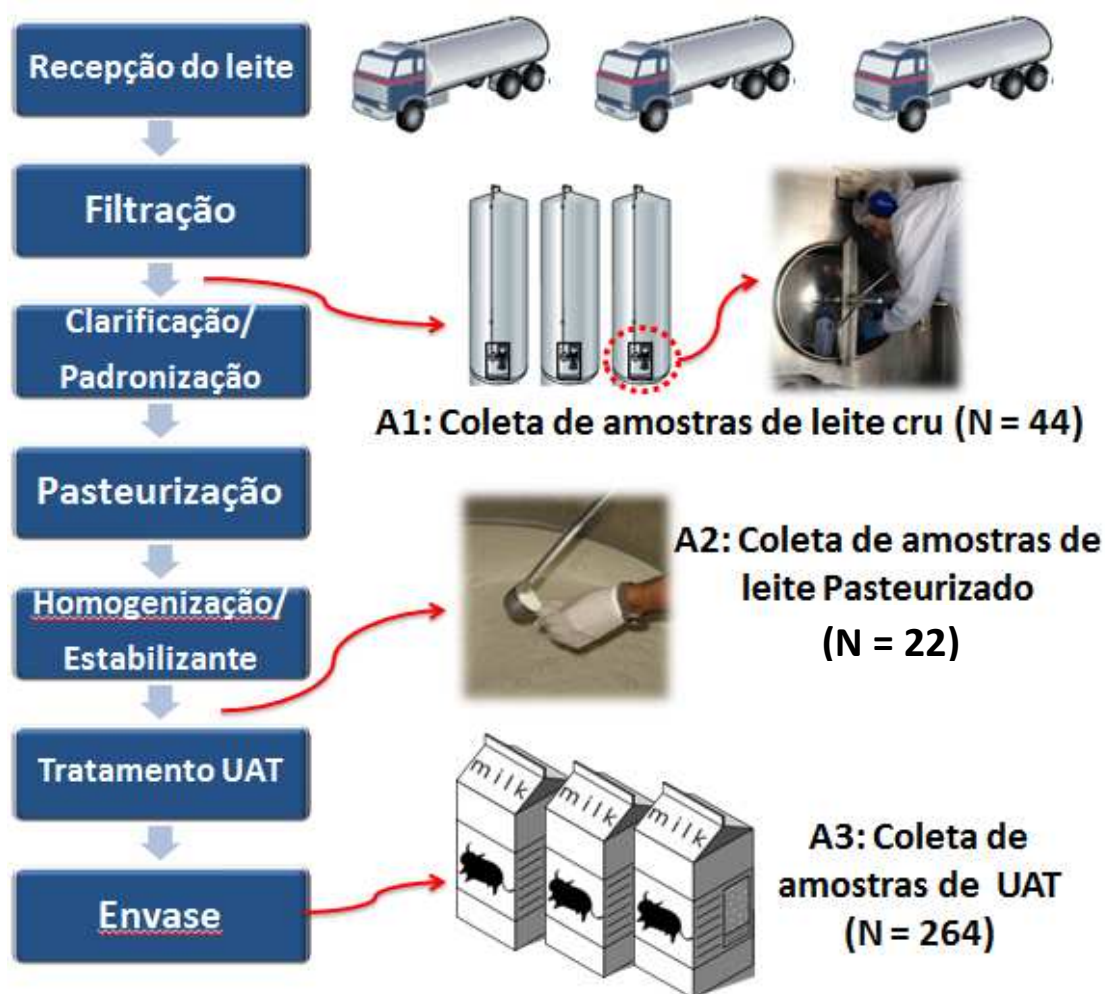 Recepção do leite
Filtração
Clarificação/
Padronização
A1: Coleta de amostras de leite cru (N = 44)
Pasteurização
A2: Coleta de amostras de
leite Pasteurizado
(N = 22)
Homogenização/
Estabilizante
Tratamento UAT
milk
milk
milk
A3: Coleta de
amostras de UAT
(N = 264)
Envase